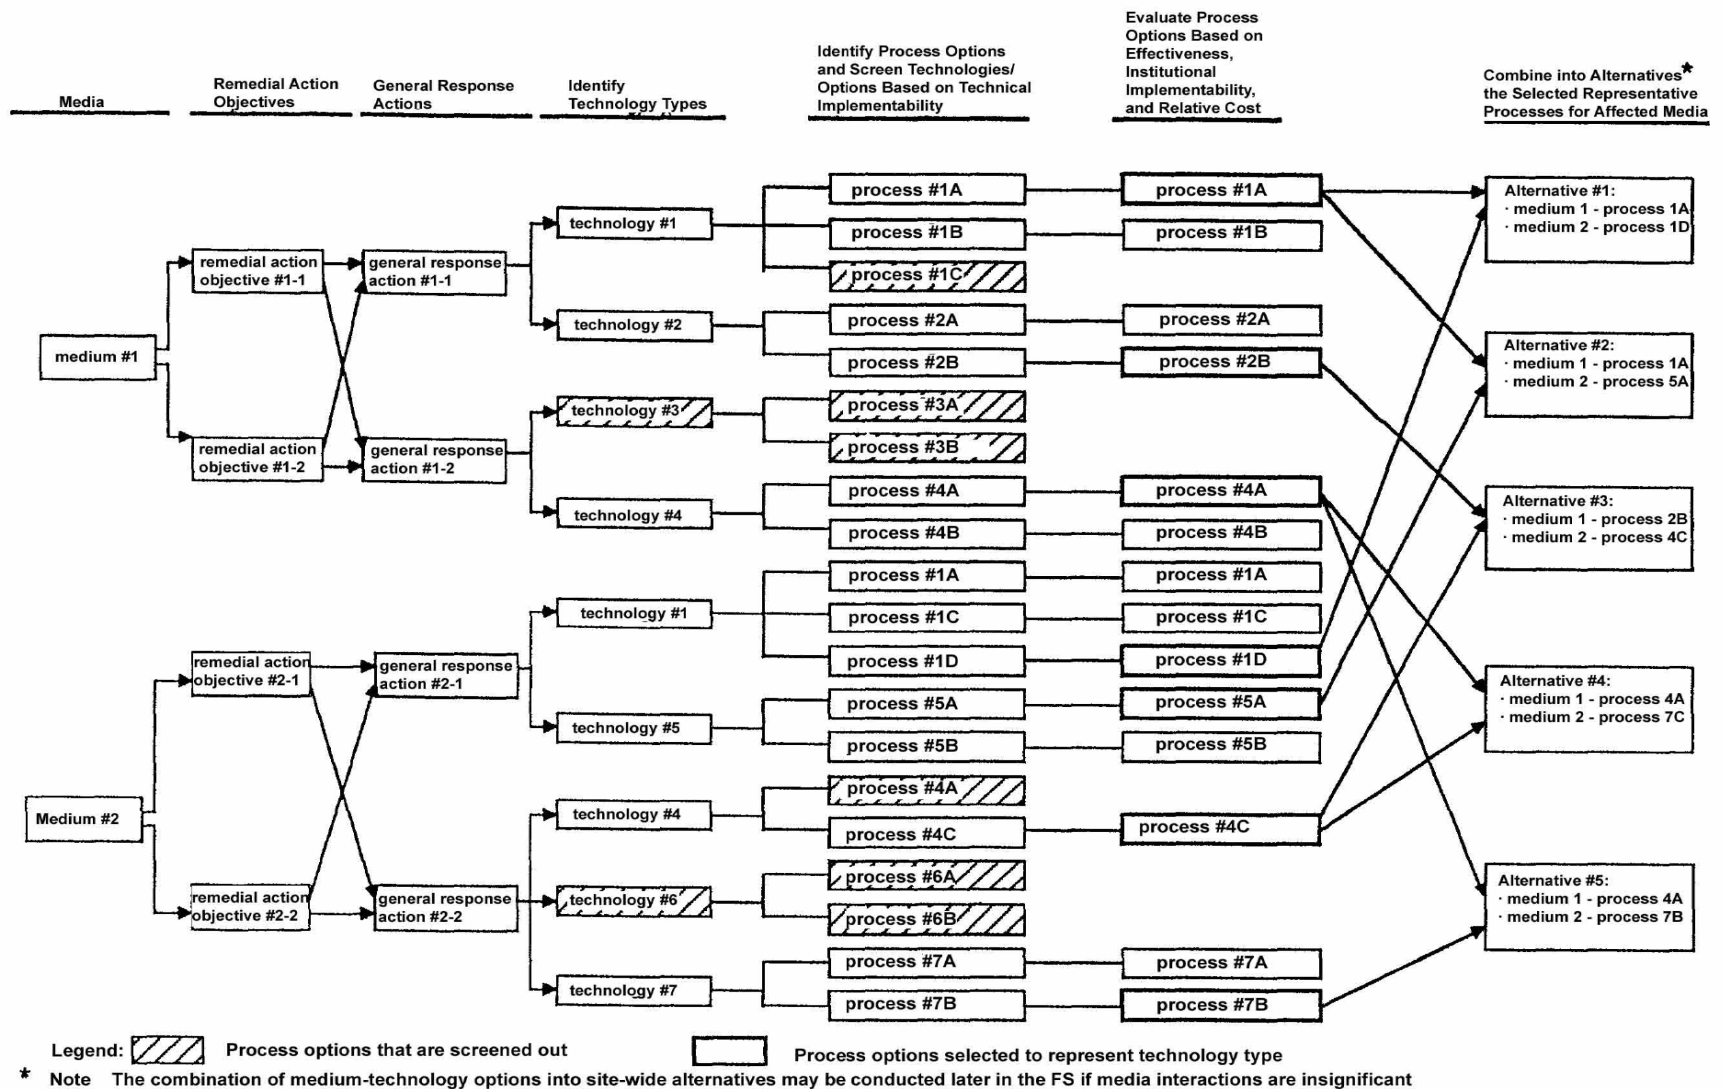 Media
Remedial Action
Objectives
General Response
Actions
Identify
Technology Types
Identify Process Options
and Screen Technologies/
Options Based on Technical
Implementability
Evaluate Process
Options Based on
Effectiveness,
Institutional
Implementability,
and Relative Cost
Combine into Alternatives*
the Selected Representative
Processes for Affected Media
medium #1
remedial action
objective #1-1
remedial action
objective #1-2
general response
action #1-1
general response
action #1-2
technology #1
technology #2
technology #3
technology #4
process #1A
process #1B
process #1C
process #2A
process #2B
process #3A
process #3B
process #4A
process #4B
process #1A
process #1B
process #2A
process #2B
process #4A
process #4B
Medium #2
remedial action
objective #2-1
remedial action
objective #2-2
general response
action #2-1
general response
action #2-2
technology #1
technology #5
technology #4
technology #6
technology #7
process #1A
process #1C
process #1D
process #5A
process #5B
process #4A
process #4C
process #6A
process #6B
process #7A
process #7B
process #1A
process #1C
process #1D
process #5A
process #5B
process #4C
process #7A
process #7B
Alternative #1:
· medium 1 - process 1A
· medium 2 - process 1D
Alternative #2:
· medium 1 - process 1A
· medium 2 - process 5A
Alternative #3:
· medium 1 - process 2B
· medium 2 - process 4C
Alternative #4:
· medium 1 - process 4A
· medium 2 - process 7C
Alternative #5:
· medium 1 - process 4A
· medium 2 - process 7B
Legend: Process options that are screened out
Process options selected to represent technology type
* Note The combination of medium-technology options into site-wide alternatives may be conducted later in the FS if media interactions are insignificant